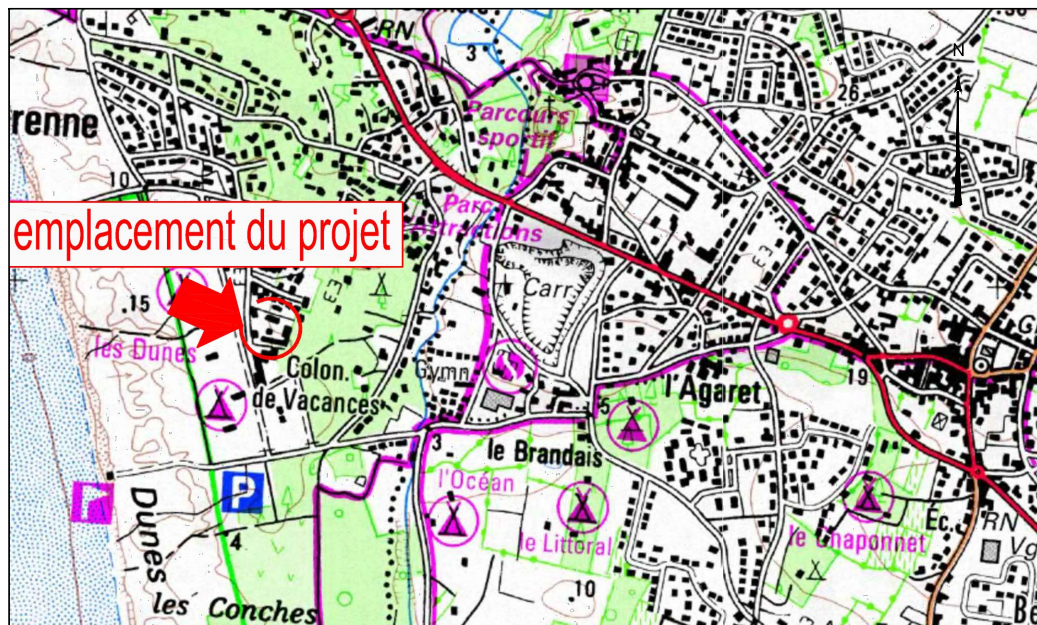 RN
3
N
26
Parcours
sportif
renne
10
Parc
d'Attractions
emplacement du projet
Carr.
.15
les Dunes
Colon.
de Vacances
Gymn.
19
l'Agaret
5
3
le Brandais
l'Océan
le Littoral
le Chaponnet
Éc.
RN
P
4
Dunes
les Conches
.10